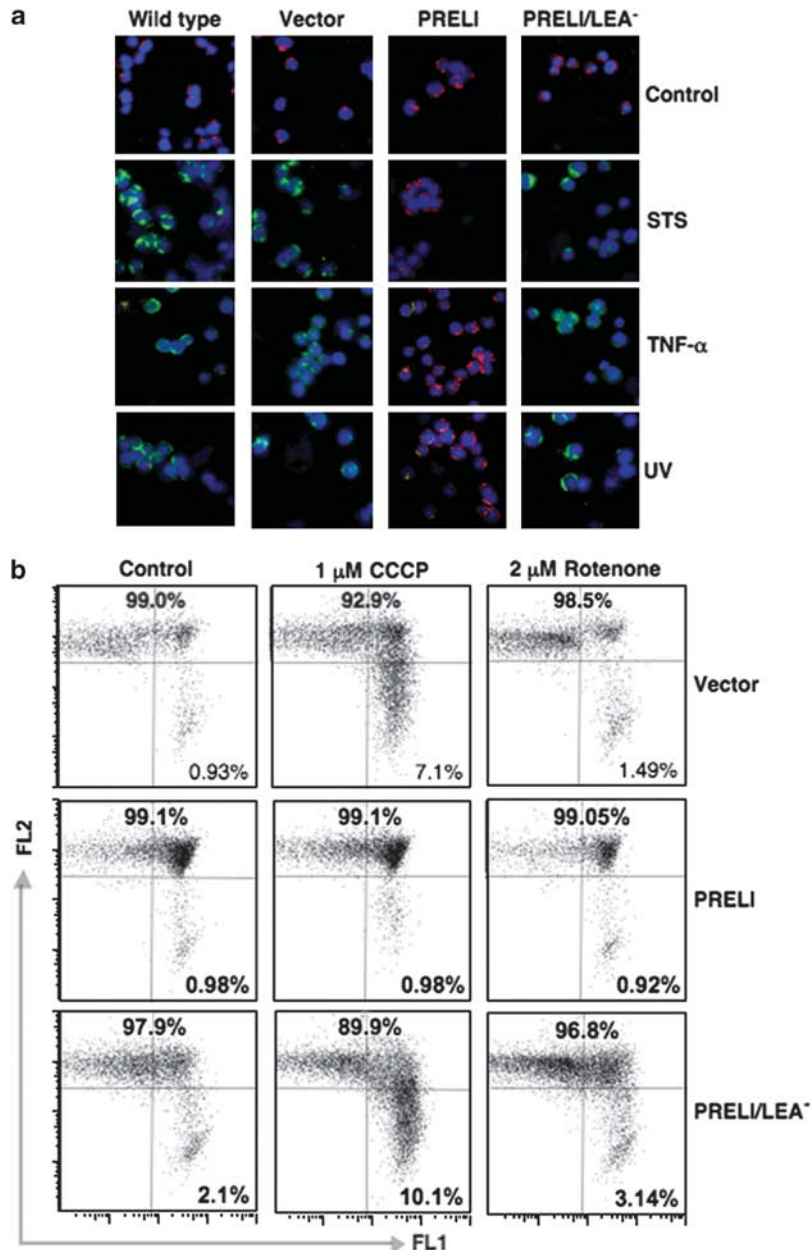 a
Wild type Vector PRELI PRELI/LEA⁻
Control
STS
TNF-α
UV
b
Control 1 μM CCCP 2 μM Rotenone
99.0% 92.9% 98.5%
Vector
0.93% 7.1% 1.49%
99.1% 99.1% 99.05%
FL2
PRELI
0.98% 0.98% 0.92%
97.9% 89.9% 96.8%
PRELI/LEA⁻
2.1% 10.1% 3.14%
FL1